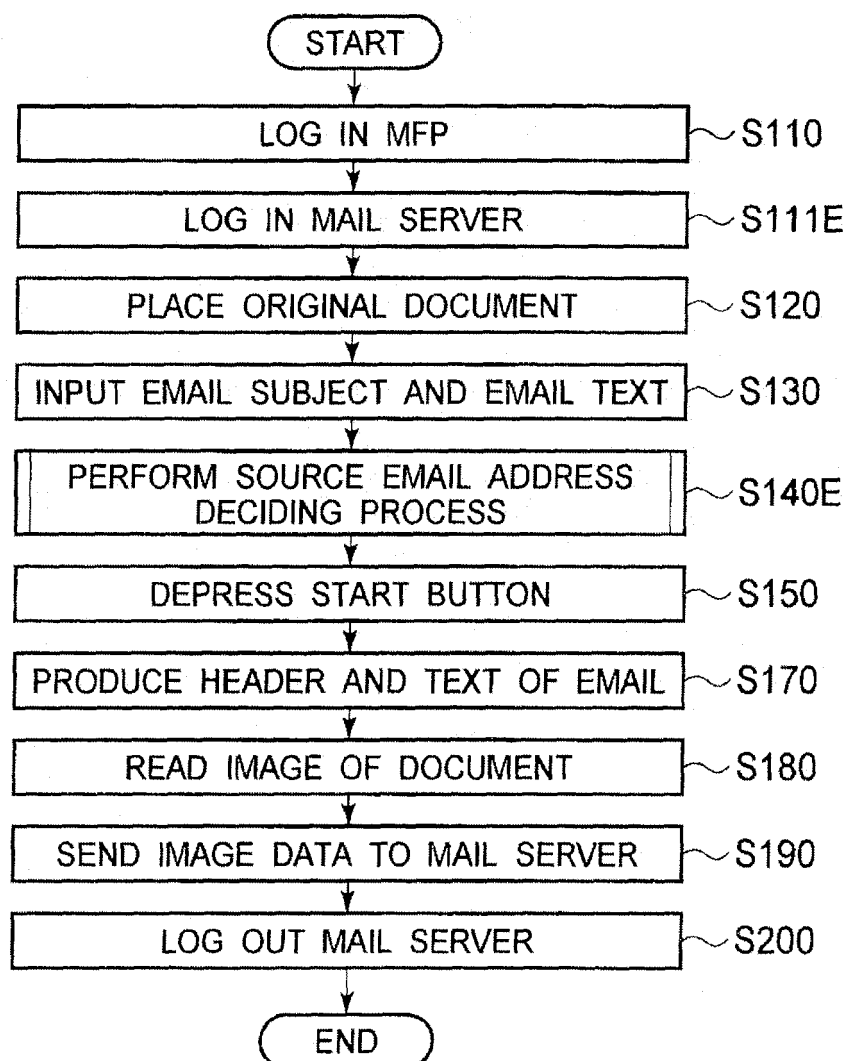 START
LOG IN MFP S110
LOG IN MAIL SERVER S111E
PLACE ORIGINAL DOCUMENT S120
INPUT EMAIL SUBJECT AND EMAIL TEXT S130
PERFORM SOURCE EMAIL ADDRESS
DECIDING PROCESS S140E
DEPRESS START BUTTON S150
PRODUCE HEADER AND TEXT OF EMAIL S170
READ IMAGE OF DOCUMENT S180
SEND IMAGE DATA TO MAIL SERVER S190
LOG OUT MAIL SERVER S200
END